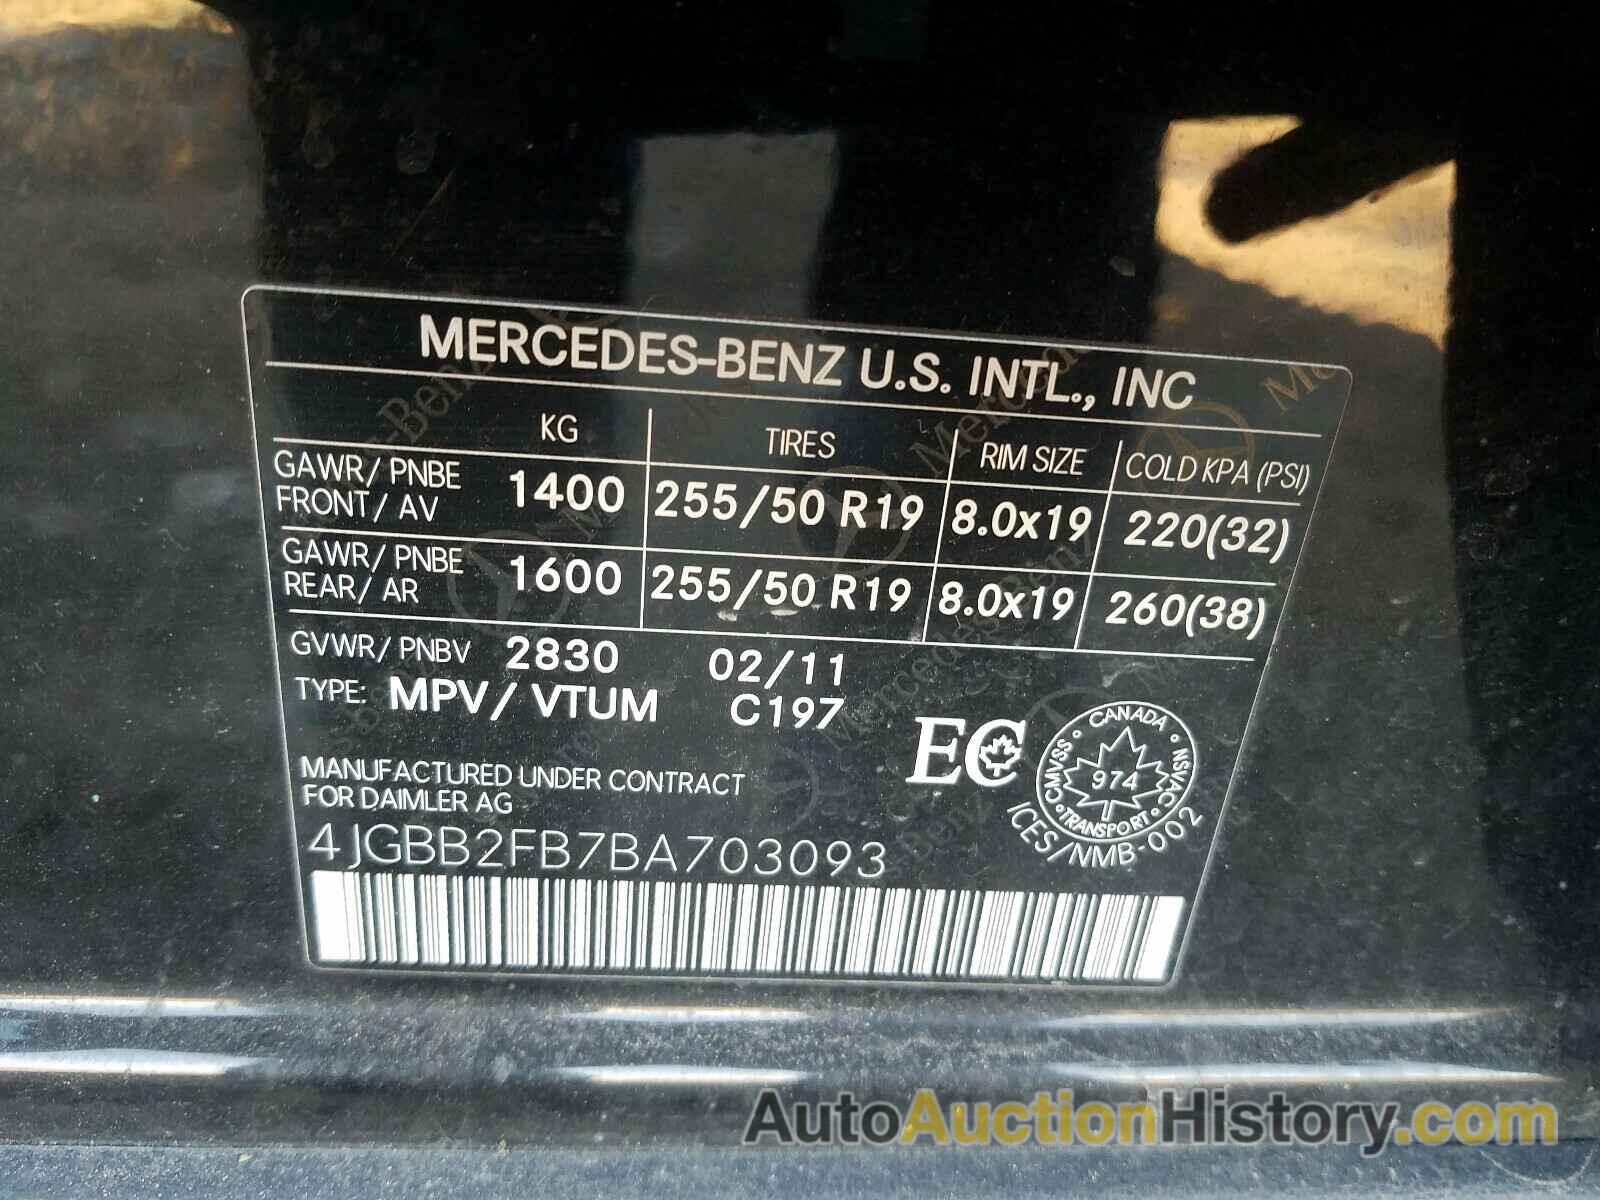 MERCEDES-BENZ U.S. INTL., INC
KG TIRES RIM SIZE COLD KPA (PSI)
GAWR/ PNBE FRONT/ AV 1400 255/50 R19 8.0x19 220(32)
GAWR/ PNBE REAR/ AR 1600 255/50 R19 8.0x19 260(38)
GVWR/ PNBV 2830 02/11
TYPE: MPV/ VTUM C197
EC
CANADA
CMVSS 974 NSVAC
TRANSPORT
ICES/NMB-002
MANUFACTURED UNDER CONTRACT
FOR DAIMLER AG
4JGBB2FB7BA703093
AutoAuctionHistory.com